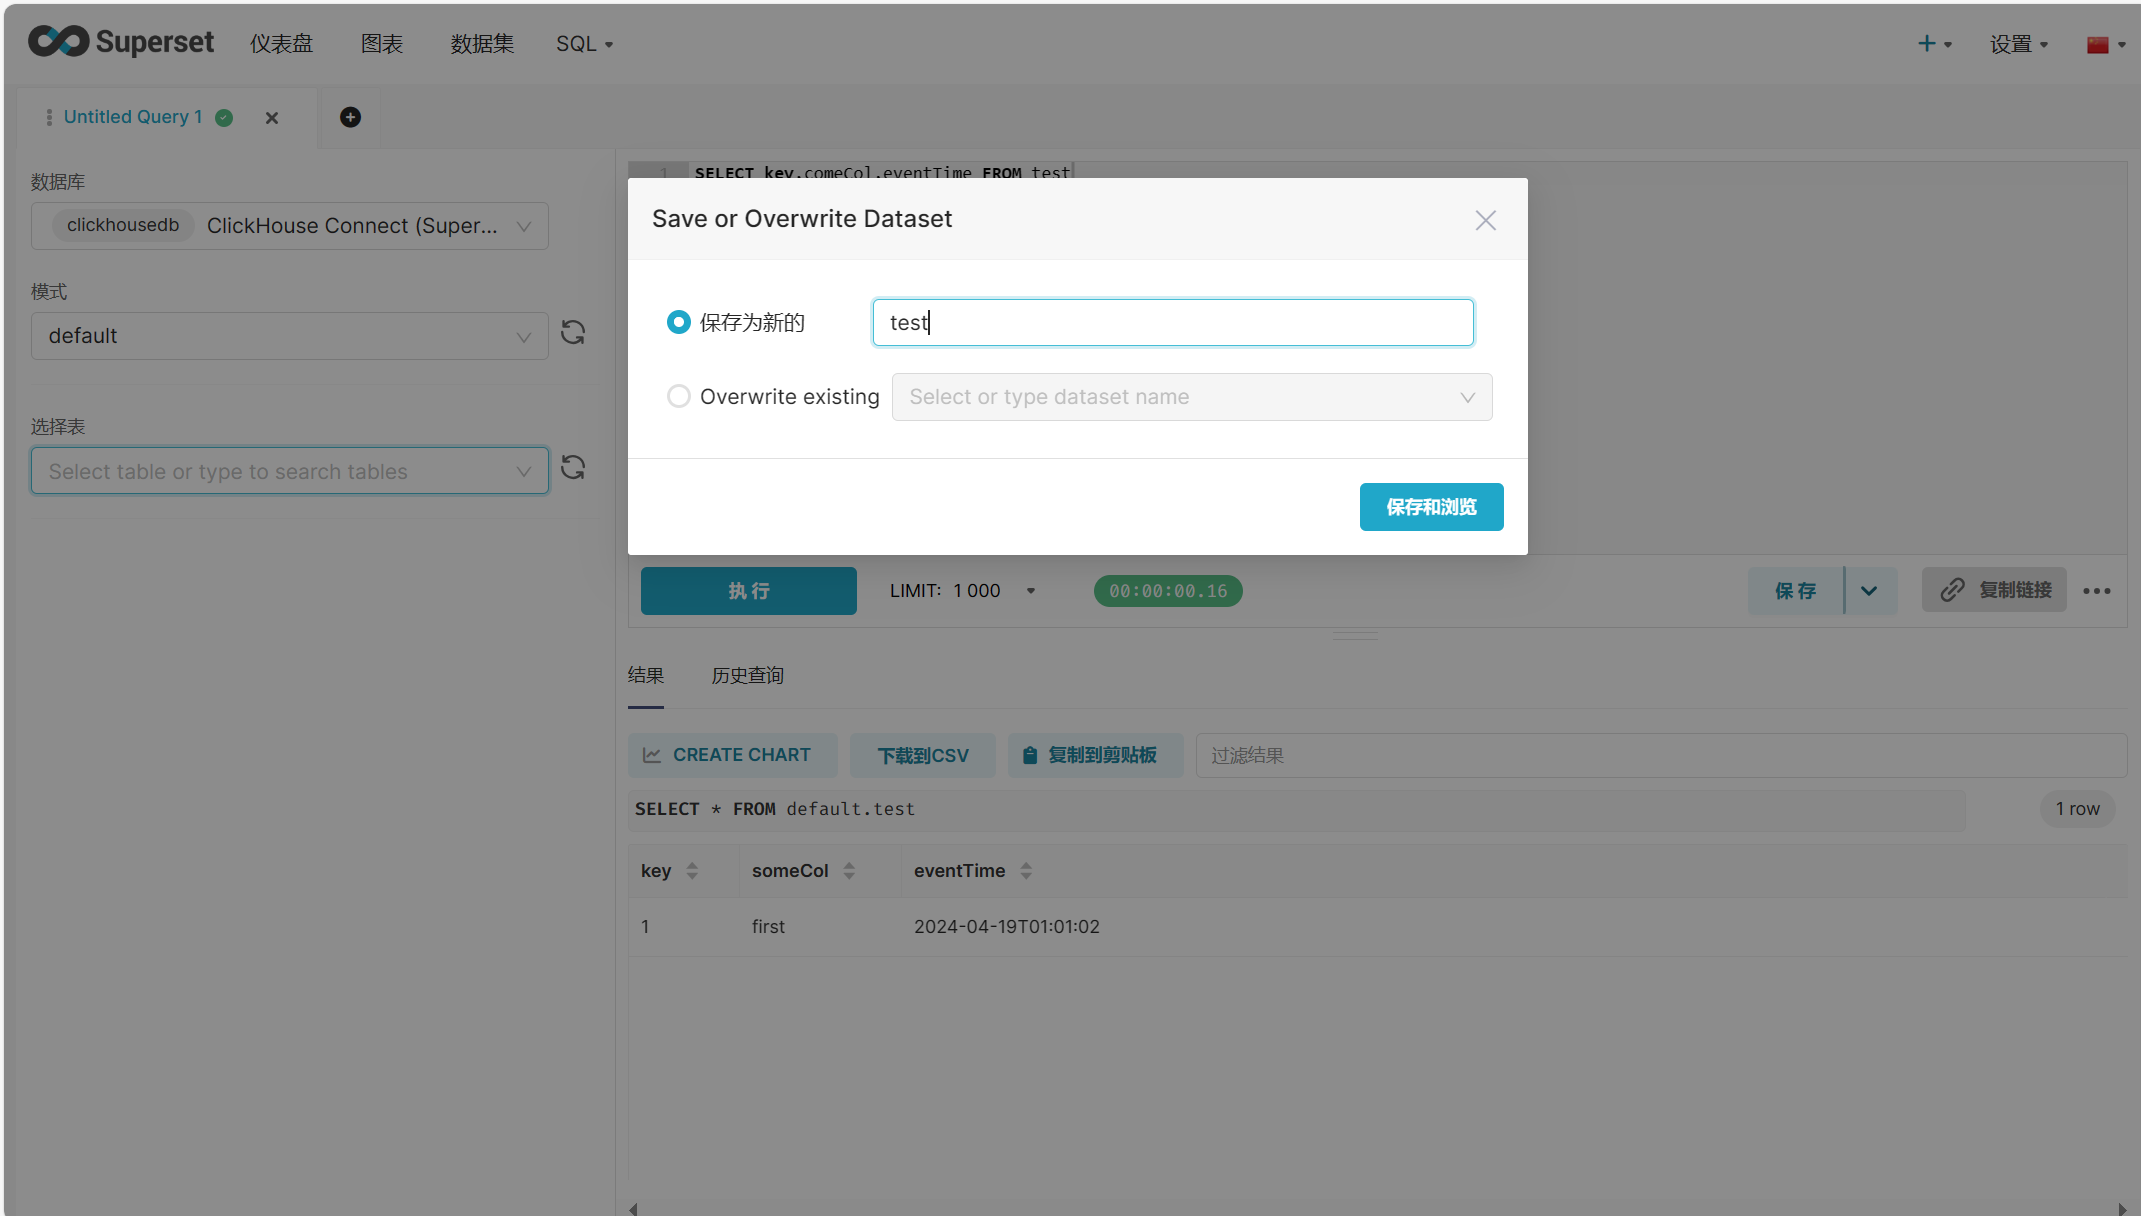 Superset 仪表盘 图表 数据集 SQL 设置
Untitled Query 1
数据库
clickhousedb ClickHouse Connect (Super...
模式
default
选择表
Select table or type to search tables
1 SELECT key,comeCol,eventTime FROM test
Save or Overwrite Dataset
保存为新的 test
Overwrite existing Select or type dataset name
保存和浏览
执行 LIMIT: 1 000 00:00:00.16 保存 复制链接
结果 历史查询
CREATE CHART 下载到CSV 复制到剪贴板 过滤结果
SELECT * FROM default.test 1 row
key someCol eventTime
1 first 2024-04-19T01:01:02